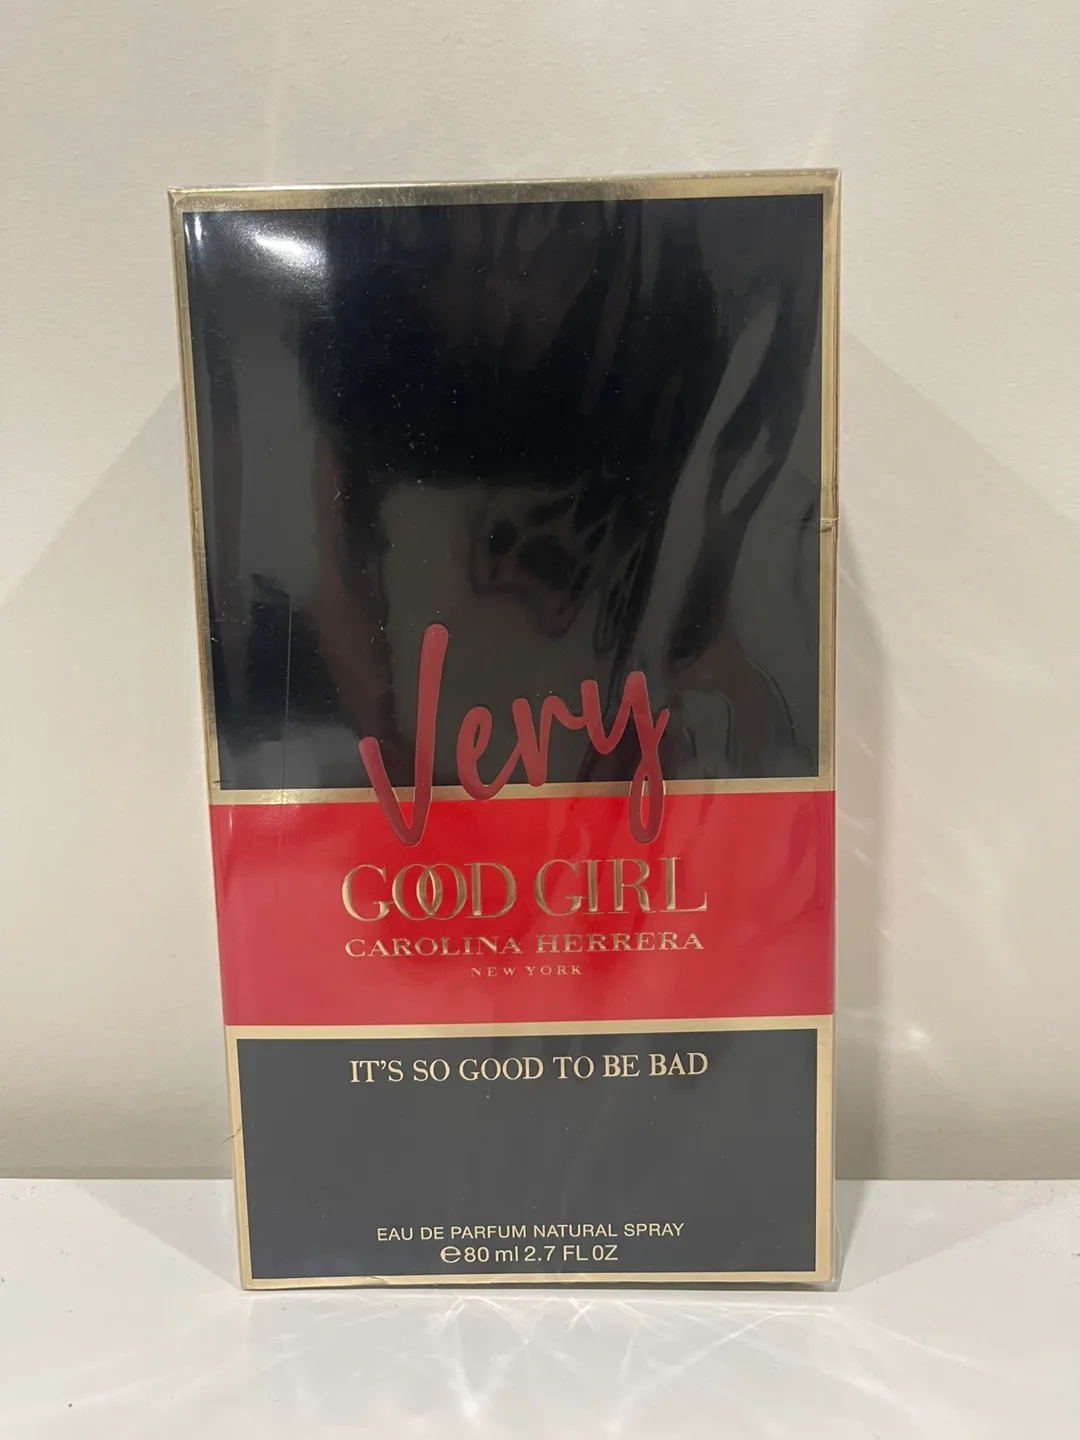 Very
GOOD GIRL
CAROLINA HERRERA
NEW YORK
IT'S SO GOOD TO BE BAD
EAU DE PARFUM NATURAL SPRAY
℮80 ml 2.7 FL OZ